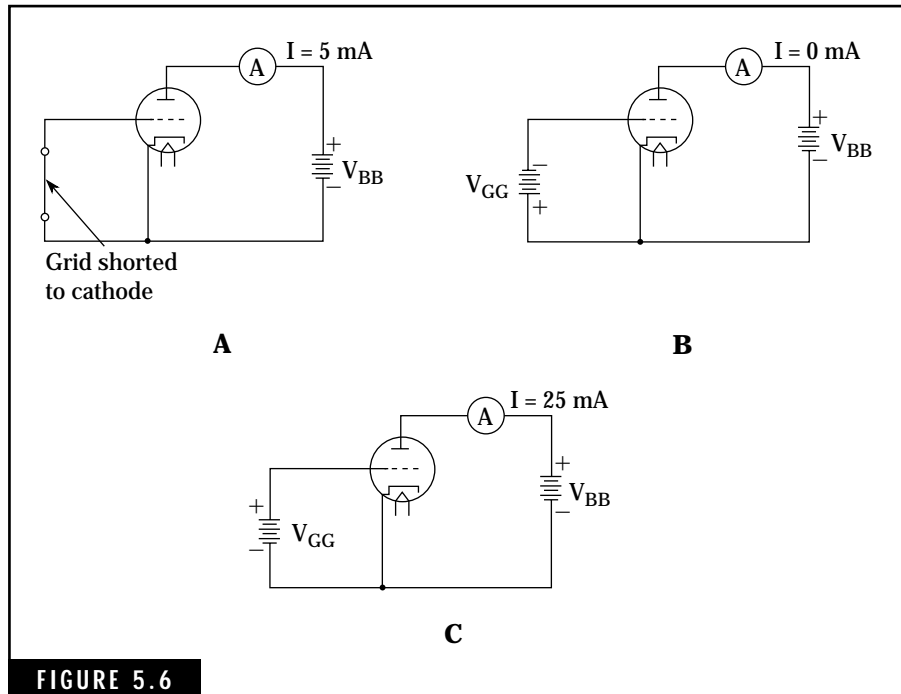 I = 5 mA
A
+
V_BB
−
Grid shorted
to cathode
A
I = 0 mA
A
−
V_GG
+
+
V_BB
−
B
I = 25 mA
A
+
V_GG
−
+
V_BB
−
C
FIGURE 5.6